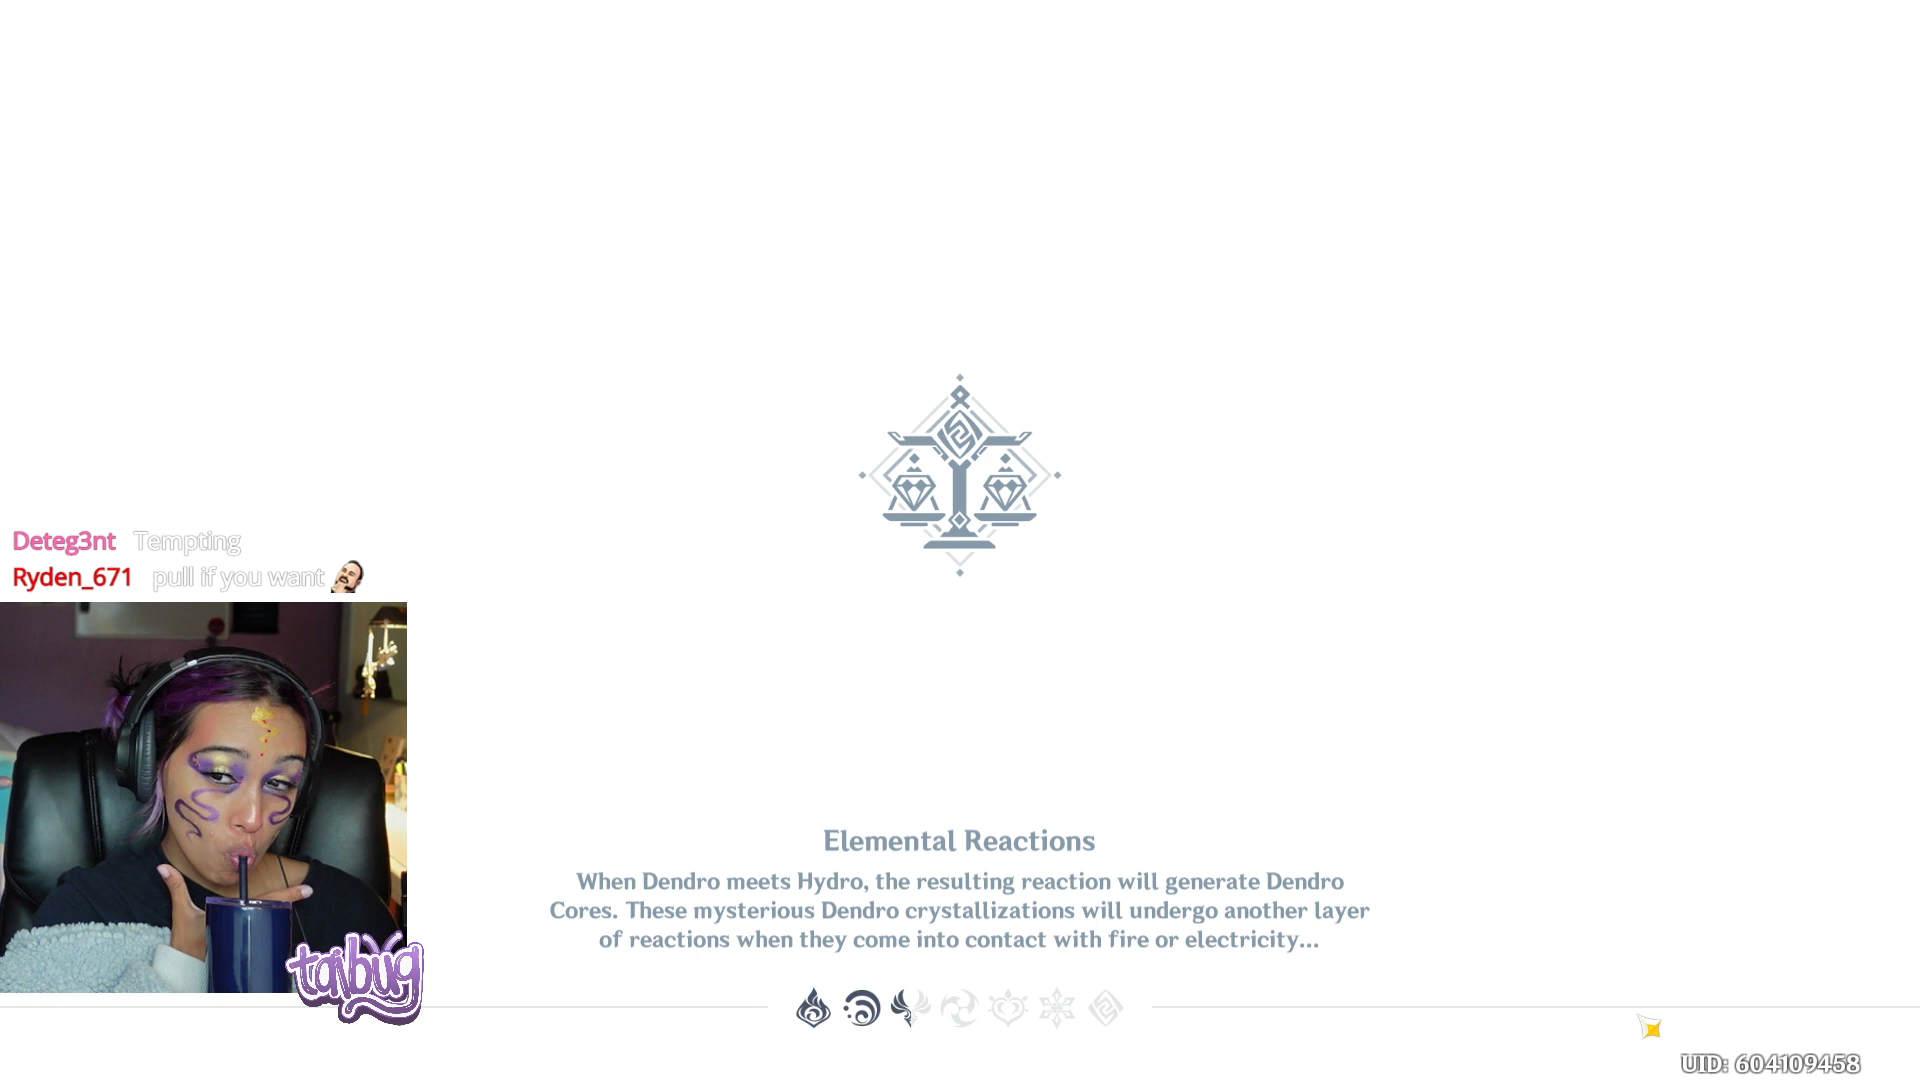 Deteg3nt Tempting
Ryden_671 pull if you want
taibug
Elemental Reactions
When Dendro meets Hydro, the resulting reaction will generate Dendro
Cores. These mysterious Dendro crystallizations will undergo another layer
of reactions when they come into contact with fire or electricity...
UID: 604109458